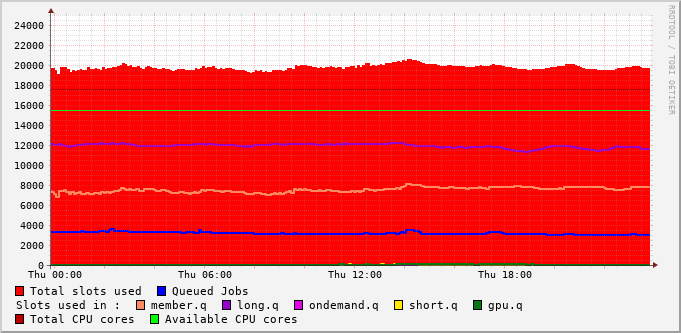 24000
22000
20000
18000
16000
14000
12000
10000
8000
6000
4000
2000
0
Thu 00:00 Thu 06:00 Thu 12:00 Thu 18:00
RRDTOOL / TOBI OETIKER
Total slots used Queued Jobs
Slots used in : member.q long.q ondemand.q short.q gpu.q
Total CPU cores Available CPU cores